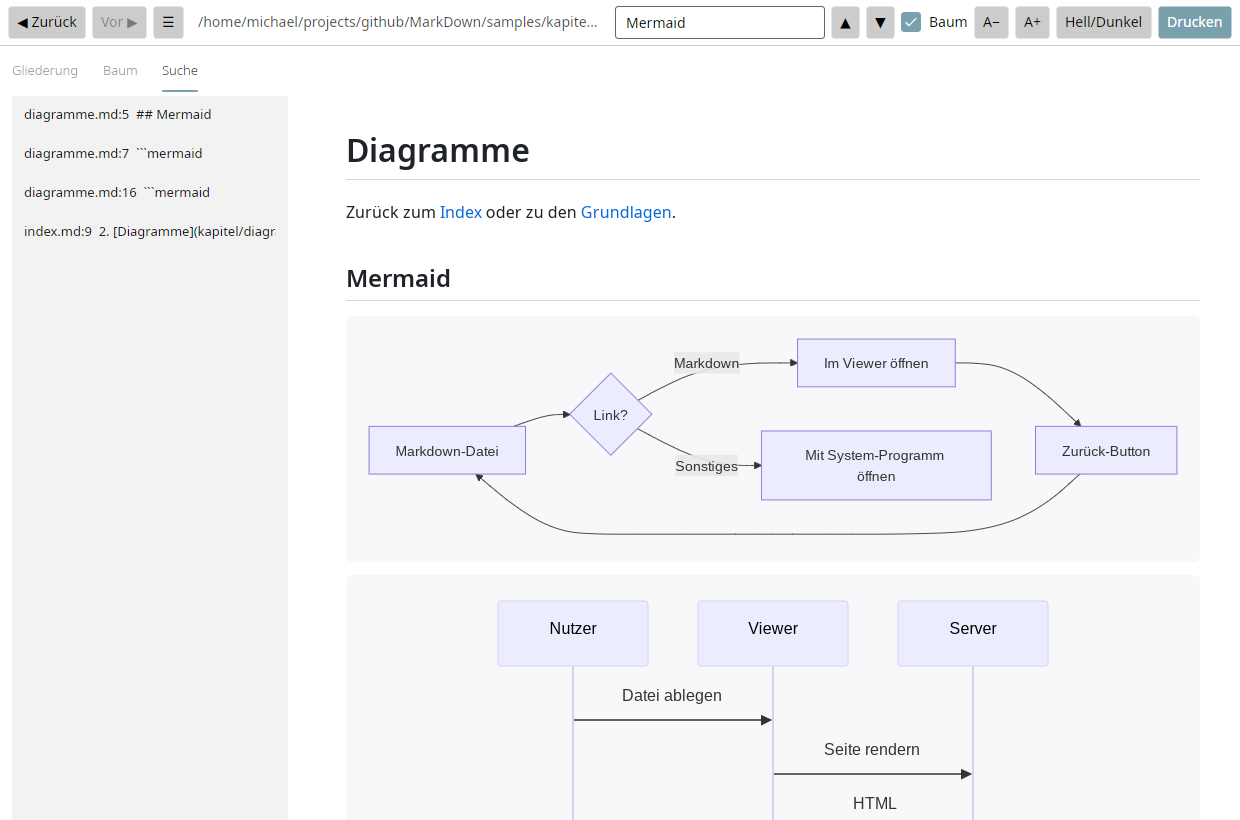 ◀ Zurück Vor ▶ ☰ /home/michael/projects/github/MarkDown/samples/kapite… Mermaid ▲ ▼ Baum A− A+ Hell/Dunkel Drucken
Gliederung Baum Suche
diagramme.md:5 ## Mermaid
diagramme.md:7 ```mermaid
diagramme.md:16 ```mermaid
index.md:9 2. [Diagramme](kapitel/diagr
Diagramme
Zurück zum Index oder zu den Grundlagen.
Mermaid
Markdown
Im Viewer öffnen
Link?
Markdown-Datei
Sonstiges
Mit System-Programm
öffnen
Zurück-Button
Nutzer Viewer Server
Datei ablegen
Seite rendern
HTML